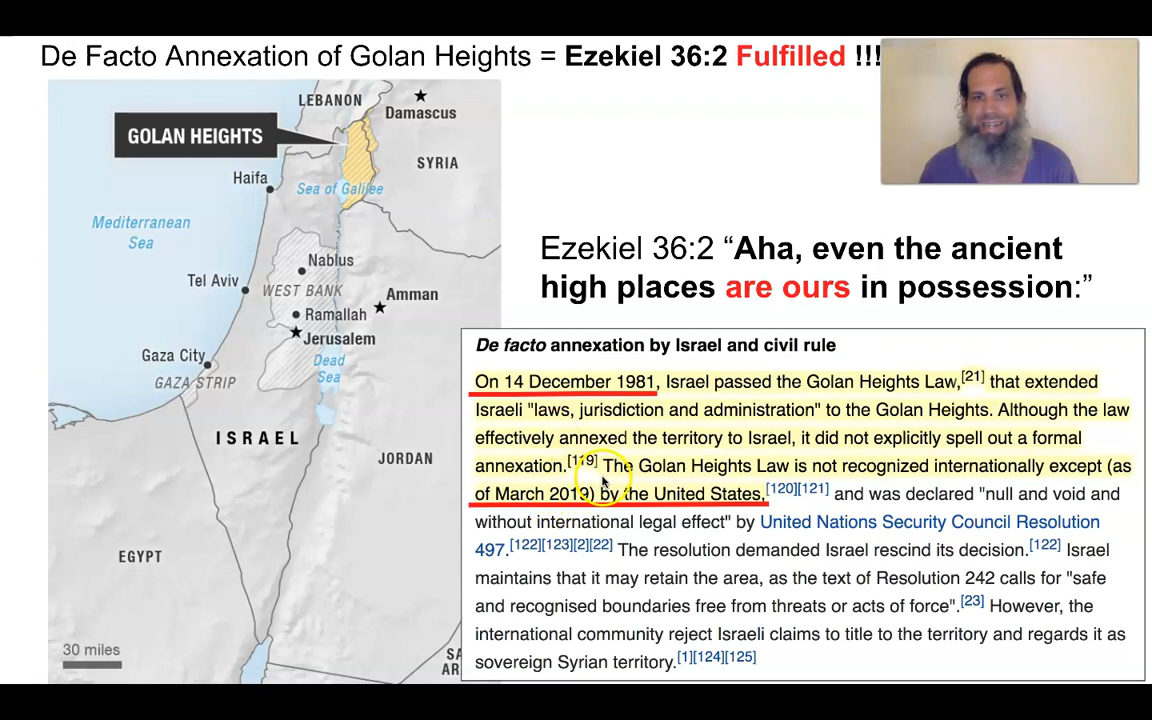 De Facto Annexation of Golan Heights = Ezekiel 36:2 Fulfilled !!!
LEBANON
Damascus
GOLAN HEIGHTS
SYRIA
Haifa
Sea of Galilee
Mediterranean
Sea
Nablus
Tel Aviv
WEST BANK
Amman
Ramallah
Jerusalem
Gaza City
Dead
Sea
GAZA STRIP
ISRAEL
JORDAN
EGYPT
30 miles
SA
AR
Ezekiel 36:2 “Aha, even the ancient
high places are ours in possession:”
De facto annexation by Israel and civil rule
On 14 December 1981, Israel passed the Golan Heights Law,[21] that extended
Israeli "laws, jurisdiction and administration" to the Golan Heights. Although the law
effectively annexed the territory to Israel, it did not explicitly spell out a formal
annexation.[119] The Golan Heights Law is not recognized internationally except (as
of March 2019) by the United States,[120][121] and was declared "null and void and
without international legal effect" by United Nations Security Council Resolution
497.[122][123][2][22] The resolution demanded Israel rescind its decision.[122] Israel
maintains that it may retain the area, as the text of Resolution 242 calls for "safe
and recognised boundaries free from threats or acts of force".[23] However, the
international community reject Israeli claims to title to the territory and regards it as
sovereign Syrian territory.[1][124][125]